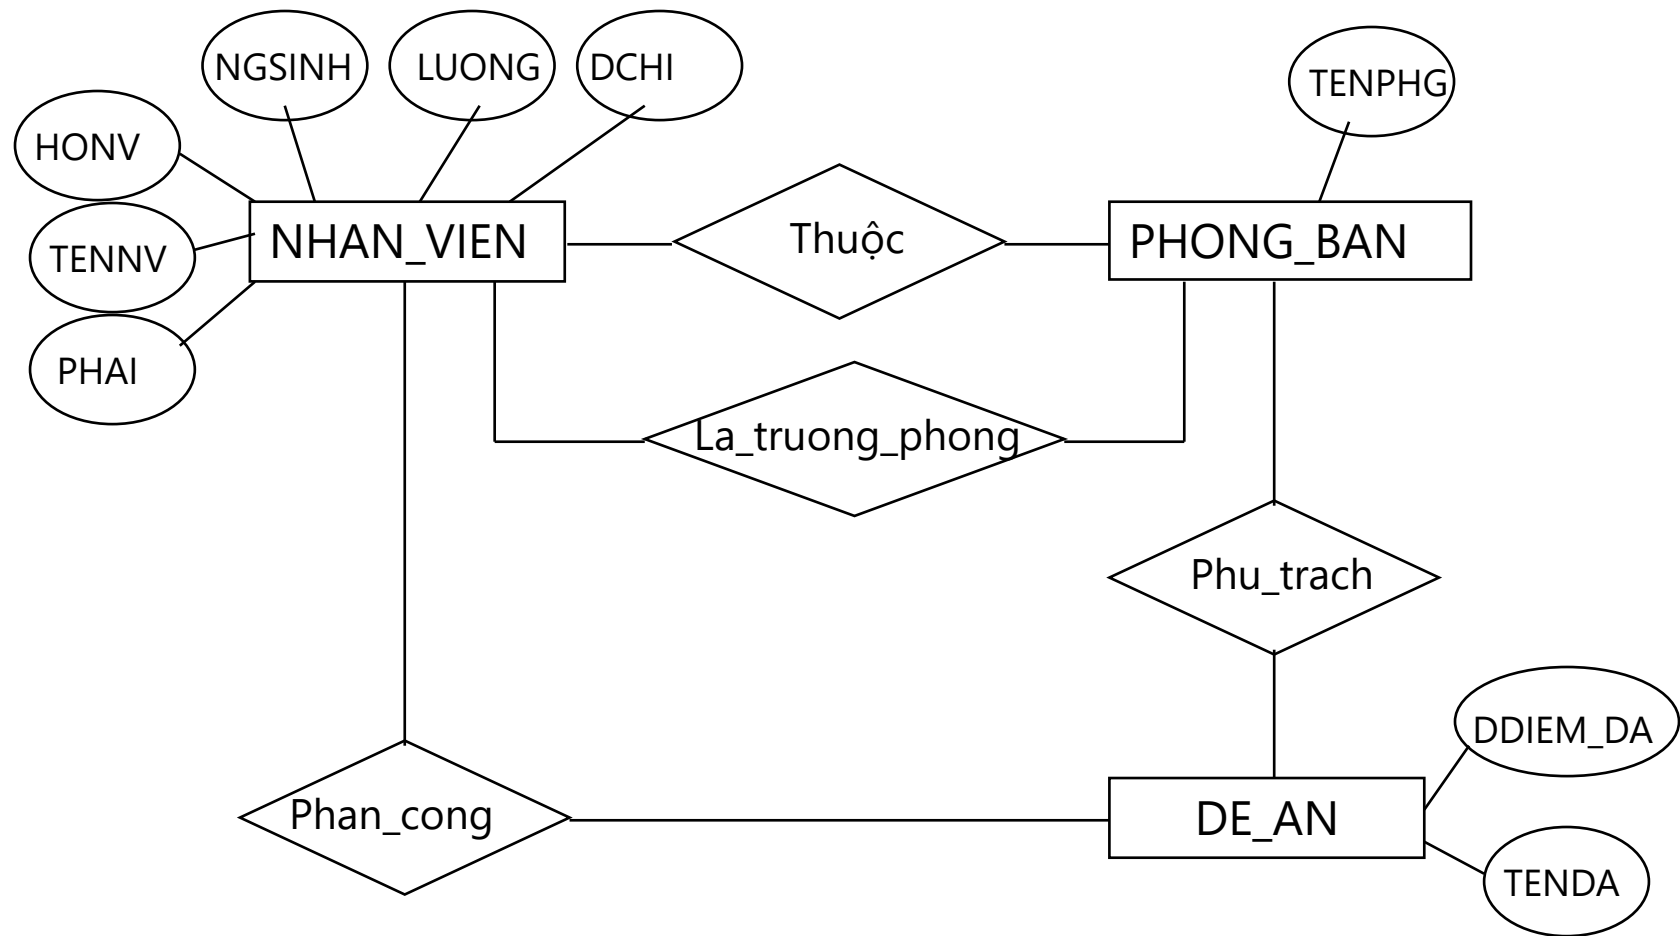 NGSINH
LUONG
DCHI
TENPHG
HONV
TENNV
PHAI
NHAN_VIEN
Thuộc
PHONG_BAN
La_truong_phong
Phu_trach
Phan_cong
DE_AN
DDIEM_DA
TENDA